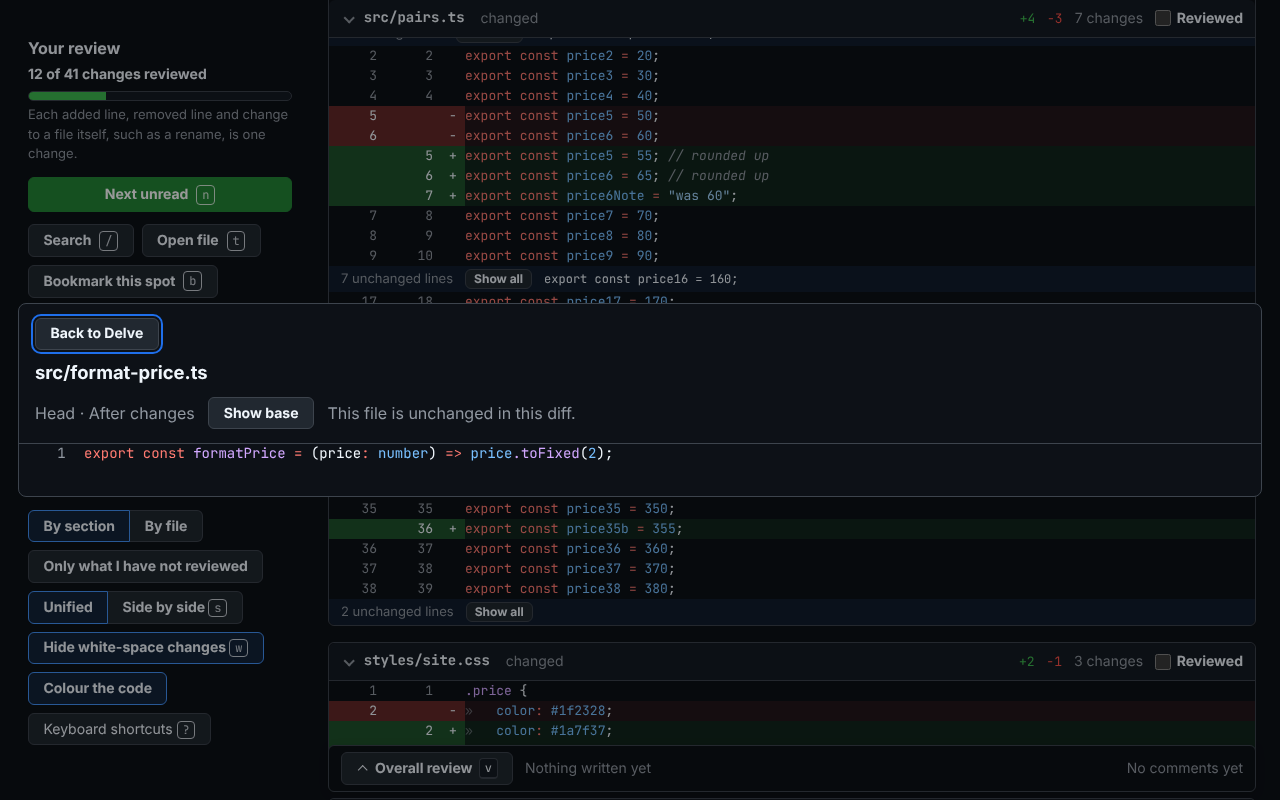 Your review
12 of 41 changes reviewed
Each added line, removed line and change
to a file itself, such as a rename, is one
change.
Next unread n
Search /
Open file t
Bookmark this spot b
src/pairs.ts changed +4 -3 7 changes Reviewed
2 2 export const price2 = 20;
3 3 export const price3 = 30;
4 4 export const price4 = 40;
5 - export const price5 = 50;
6 - export const price6 = 60;
5 + export const price5 = 55; // rounded up
6 + export const price6 = 65; // rounded up
7 + export const price6Note = "was 60";
7 8 export const price7 = 70;
8 9 export const price8 = 80;
9 10 export const price9 = 90;
7 unchanged lines Show all export const price16 = 160;
17 18 export const price17 = 170;
Back to Delve
src/format-price.ts
Head · After changes Show base This file is unchanged in this diff.
1 export const formatPrice = (price: number) => price.toFixed(2);
By section By file
Only what I have not reviewed
Unified Side by side s
Hide white-space changes w
Colour the code
Keyboard shortcuts ?
35 35 export const price35 = 350;
36 + export const price35b = 355;
36 37 export const price36 = 360;
37 38 export const price37 = 370;
38 39 export const price38 = 380;
2 unchanged lines Show all
styles/site.css changed +2 -1 3 changes Reviewed
1 1 .price {
2 - » color: #1f2328;
2 + » color: #1a7f37;
Overall review v Nothing written yet No comments yet